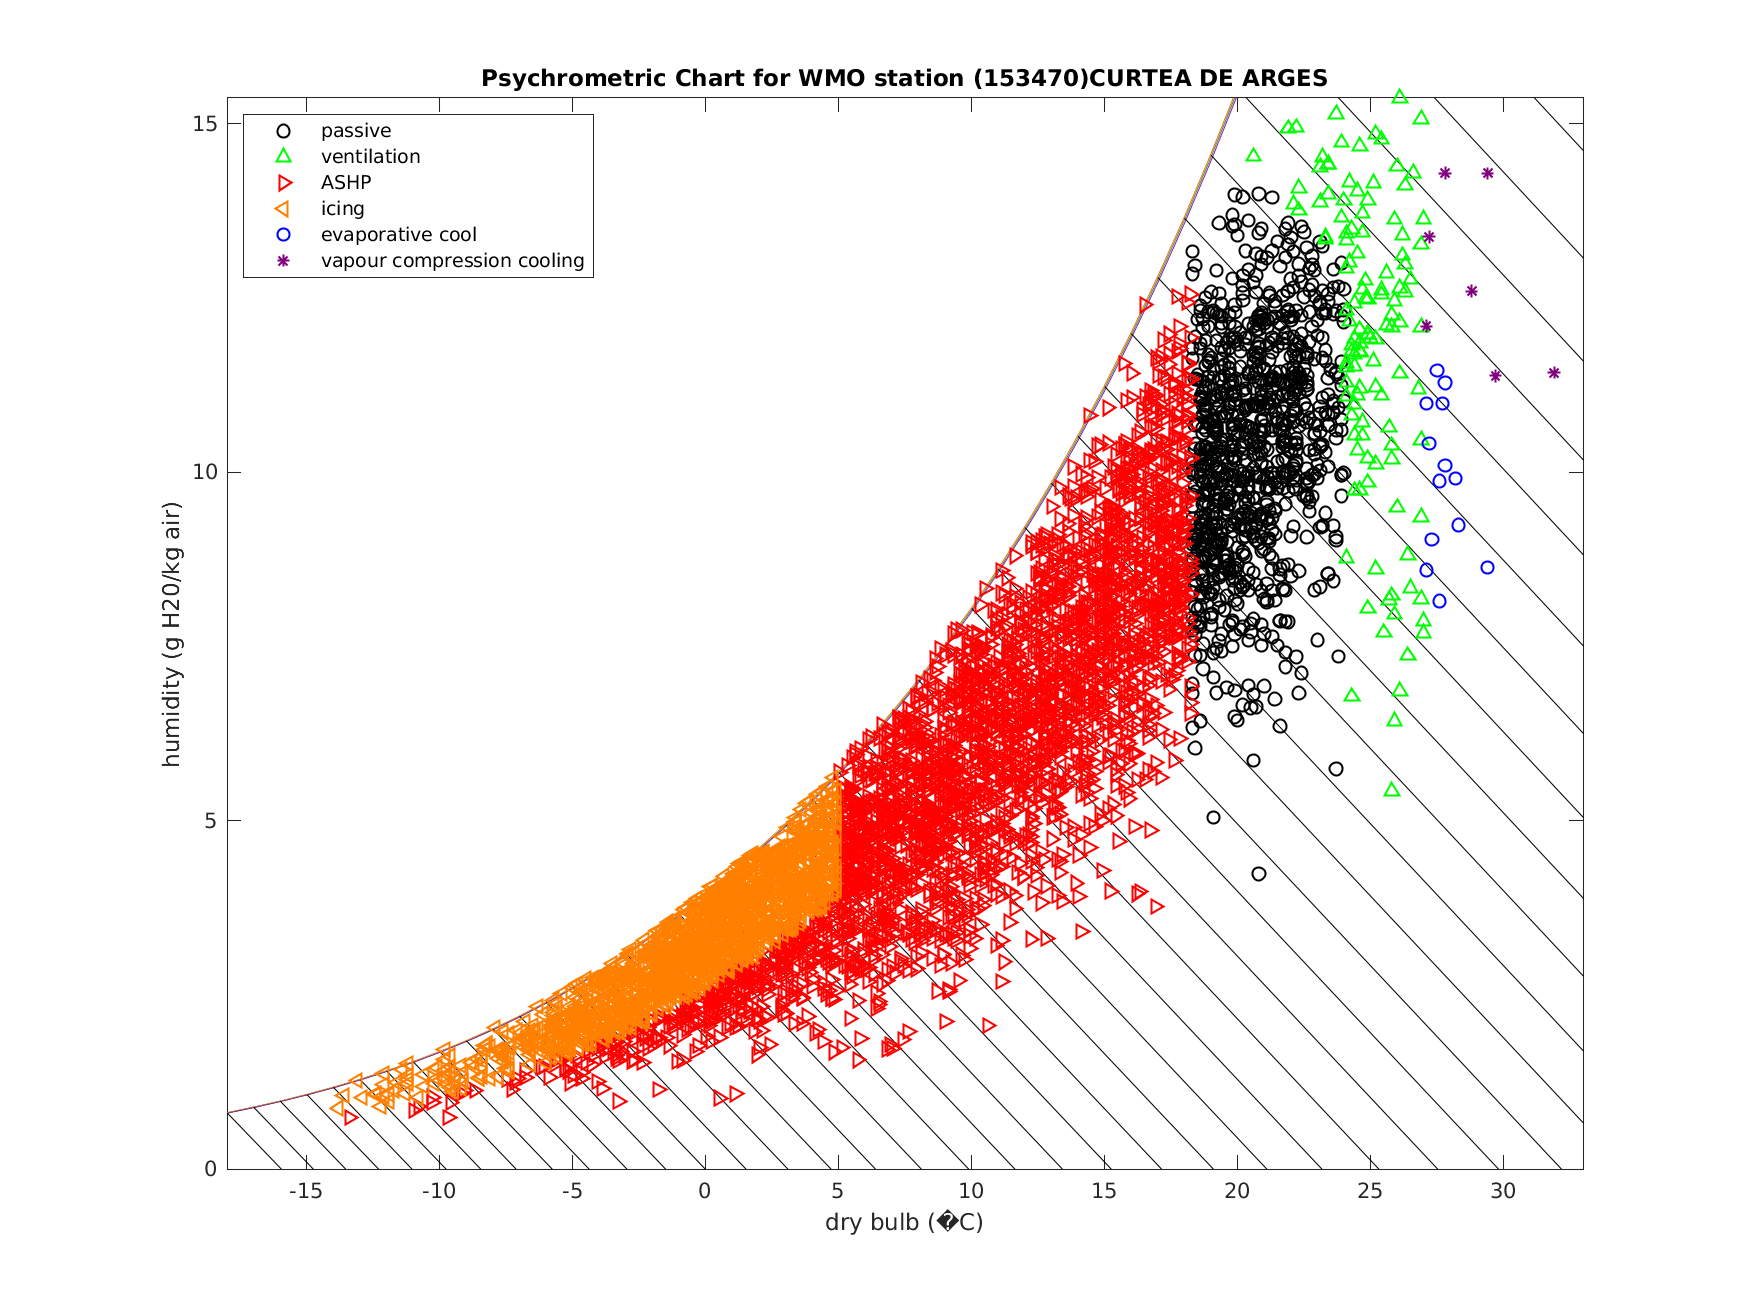 Psychrometric Chart for WMO station (153470)CURTEA DE ARGES
passive
ventilation
ASHP
icing
evaporative cool
vapour compression cooling
humidity (g H20/kg air)
15
10
5
0
-15 -10 -5 0 5 10 15 20 25 30
dry bulb (�C)